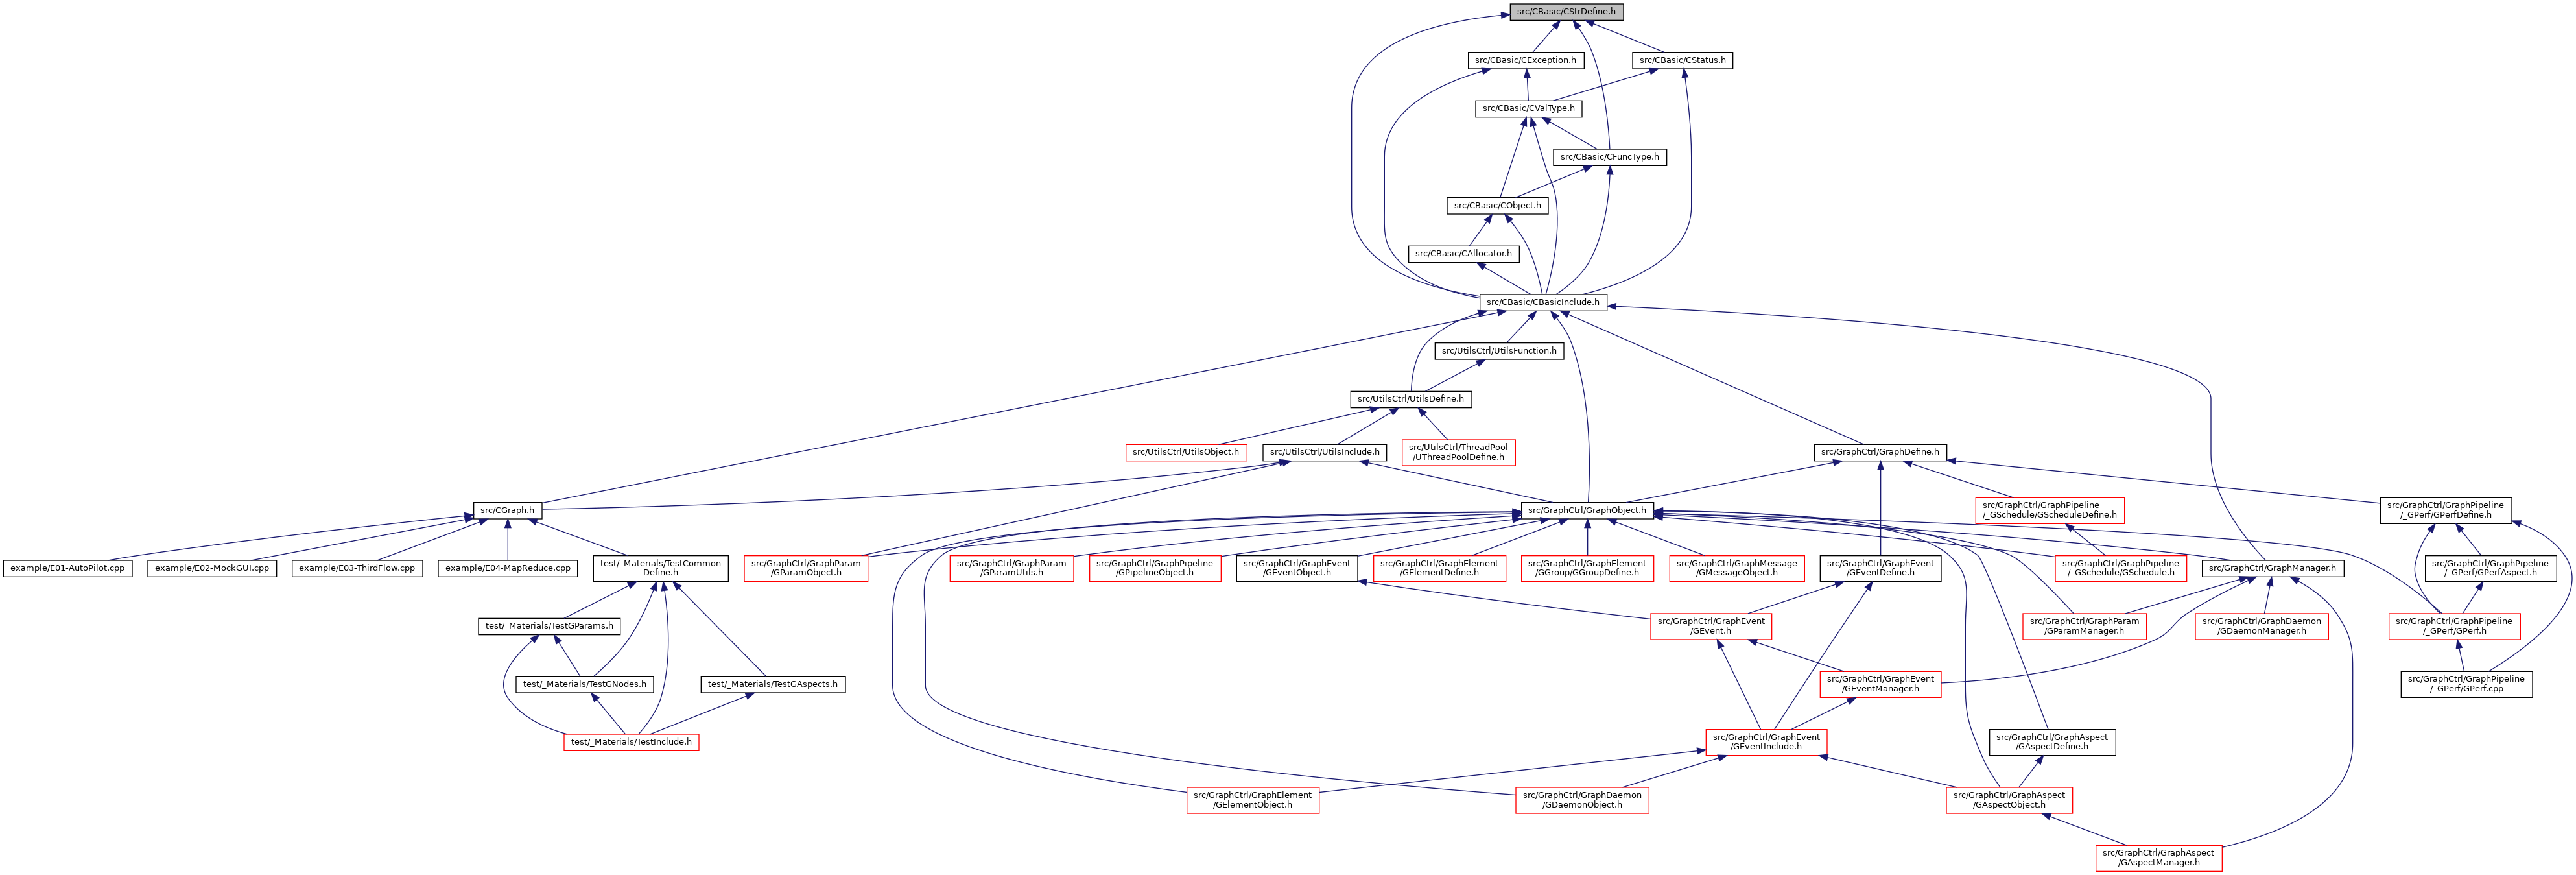 src/CBasic/CStrDefine.h
src/CBasic/CException.h
src/CBasic/CStatus.h
src/CBasic/CValType.h
src/CBasic/CFuncType.h
src/CBasic/CObject.h
src/CBasic/CAllocator.h
src/CBasic/CBasicInclude.h
src/UtilsCtrl/UtilsFunction.h
src/UtilsCtrl/UtilsDefine.h
src/UtilsCtrl/UtilsObject.h
src/UtilsCtrl/UtilsInclude.h
src/UtilsCtrl/ThreadPool
/UThreadPoolDefine.h
src/GraphCtrl/GraphDefine.h
src/CGraph.h
src/GraphCtrl/GraphObject.h
src/GraphCtrl/GraphPipeline
/_GSchedule/GScheduleDefine.h
src/GraphCtrl/GraphPipeline
/_GPerf/GPerfDefine.h
example/E01-AutoPilot.cpp
example/E02-MockGUI.cpp
example/E03-ThirdFlow.cpp
example/E04-MapReduce.cpp
test/_Materials/TestCommon
Define.h
src/GraphCtrl/GraphParam
/GParamObject.h
src/GraphCtrl/GraphParam
/GParamUtils.h
src/GraphCtrl/GraphPipeline
/GPipelineObject.h
src/GraphCtrl/GraphEvent
/GEventObject.h
src/GraphCtrl/GraphElement
/GElementDefine.h
src/GraphCtrl/GraphElement
/GGroup/GGroupDefine.h
src/GraphCtrl/GraphMessage
/GMessageObject.h
src/GraphCtrl/GraphEvent
/GEventDefine.h
src/GraphCtrl/GraphPipeline
/_GSchedule/GSchedule.h
src/GraphCtrl/GraphManager.h
src/GraphCtrl/GraphPipeline
/_GPerf/GPerfAspect.h
test/_Materials/TestGParams.h
src/GraphCtrl/GraphEvent
/GEvent.h
src/GraphCtrl/GraphParam
/GParamManager.h
src/GraphCtrl/GraphDaemon
/GDaemonManager.h
src/GraphCtrl/GraphPipeline
/_GPerf/GPerf.h
test/_Materials/TestGNodes.h
test/_Materials/TestGAspects.h
src/GraphCtrl/GraphEvent
/GEventManager.h
src/GraphCtrl/GraphPipeline
/_GPerf/GPerf.cpp
test/_Materials/TestInclude.h
src/GraphCtrl/GraphEvent
/GEventInclude.h
src/GraphCtrl/GraphAspect
/GAspectDefine.h
src/GraphCtrl/GraphElement
/GElementObject.h
src/GraphCtrl/GraphDaemon
/GDaemonObject.h
src/GraphCtrl/GraphAspect
/GAspectObject.h
src/GraphCtrl/GraphAspect
/GAspectManager.h